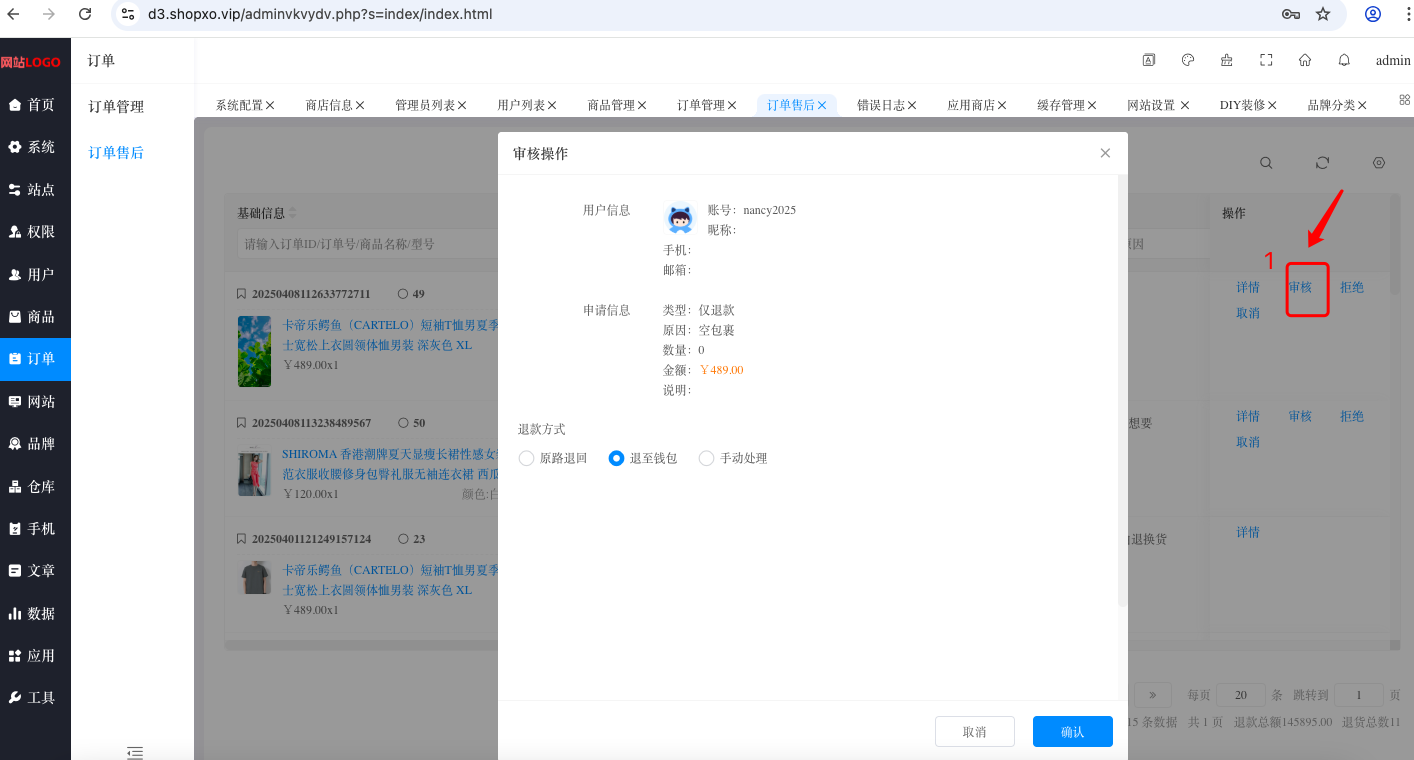 d3.shopxo.vip/adminvkvydv.php?s=index/index.html
网站LOGO
首页
系统
站点
权限
用户
商品
订单
网站
品牌
仓库
手机
文章
数据
应用
工具
订单
订单管理
订单售后
admin
系统配置 商店信息 管理员列表 用户列表 商品管理 订单管理 订单售后 错误日志 应用商店 缓存管理 网站设置 DIY装修 品牌分类
基础信息
请输入订单ID/订单号/商品名称/型号
20250408112633772711 49
卡帝乐鳄鱼（CARTELO）短袖T恤男夏季
士宽松上衣圆领体恤男装 深灰色 XL
￥489.00x1
20250408113238489567 50
SHIROMA 香港潮牌夏天显瘦长裙性感女
范衣服收腰修身包臀礼服无袖连衣裙 西瓜
￥120.00x1 颜色:白
20250401121249157124 23
卡帝乐鳄鱼（CARTELO）短袖T恤男夏季
士宽松上衣圆领体恤男装 深灰色 XL
￥489.00x1
审核操作
用户信息
账号：nancy2025
昵称：
手机：
邮箱：
申请信息
类型：仅退款
原因：空包裹
数量：0
金额：￥489.00
说明：
退款方式
原路退回 退至钱包 手动处理
取消 确认
原因
操作
1
详情 审核 拒绝
取消
想要
详情 审核 拒绝
取消
退换货
详情
每页 20 条 跳转到 1 页
15 条数据 共 1 页 退款总额145895.00 退货总数11